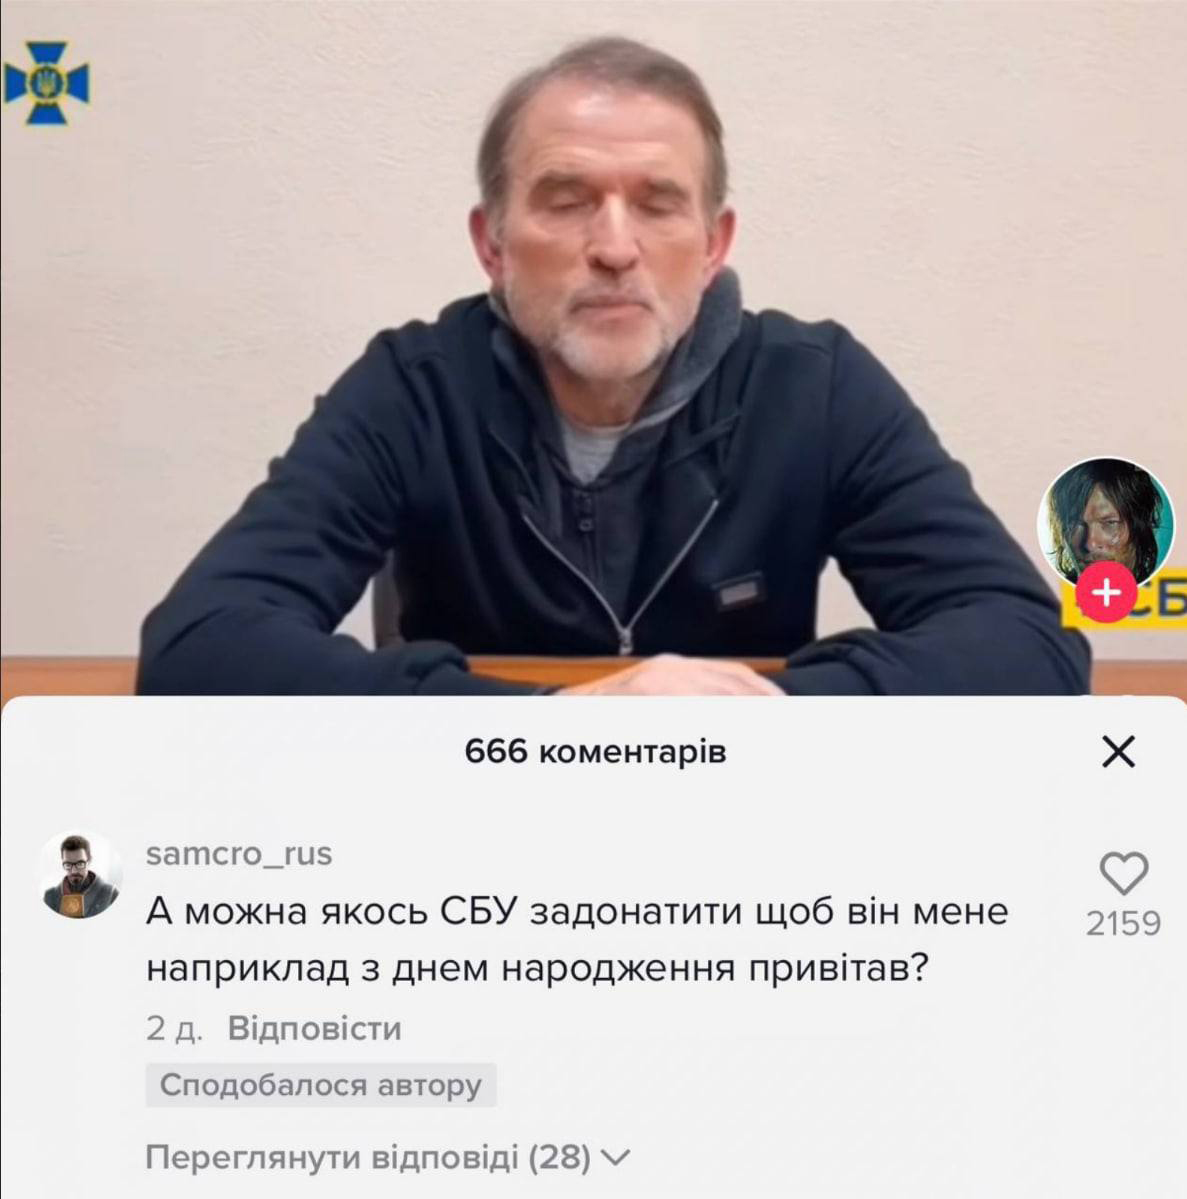 СБ
666 коментарів
samcro_rus
А можна якось СБУ задонатити щоб він мене
наприклад з днем народження привітав?
2159
2 д. Відповісти
Сподобалося автору
Переглянути відповіді (28)